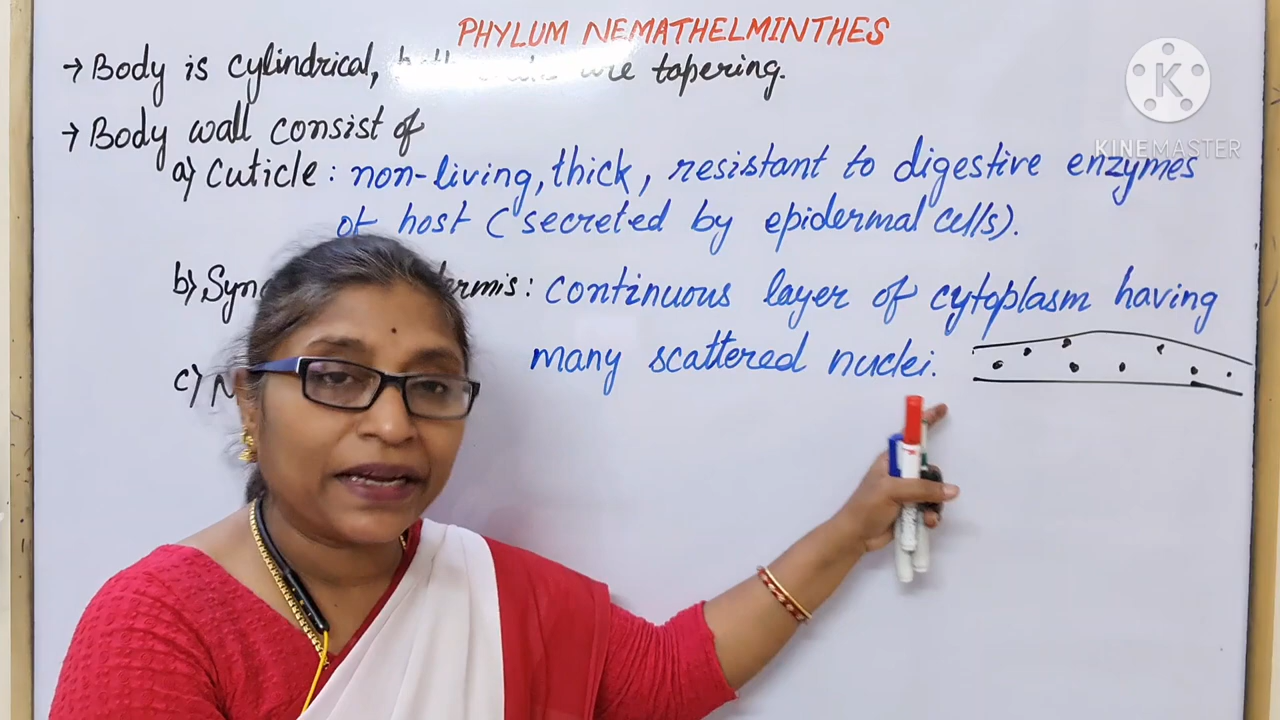 PHYLUM NEMATHELMINTHES
→ Body is cylindrical, are tapering.
→ Body wall consist of
a) Cuticle : non-living, thick, resistant to digestive enzymes
of host (secreted by epidermal cells).
b) Syn ermis : continuous layer of cytoplasm having
many scattered nuclei.
c)
K
KINEMASTER